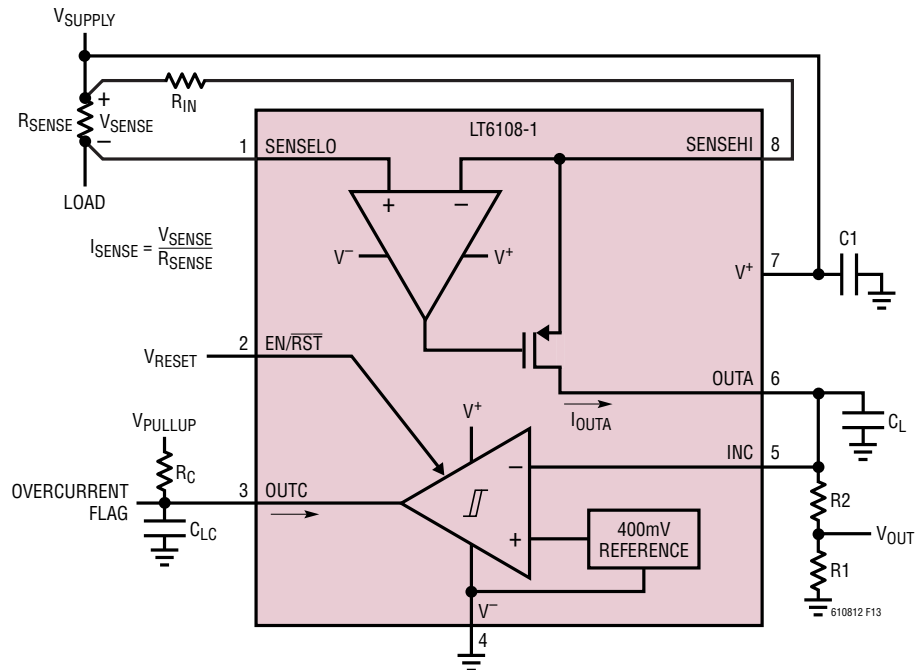 VSUPPLY
RIN
+
RSENSE
VSENSE
−
LOAD
ISENSE = VSENSE
RSENSE
LT6108-1
1
SENSELO
SENSEHI
8
+
−
V−
V+
V+
7
C1
2
EN/RST
VRESET
OUTA
6
IOUTA
CL
VPULLUP
RC
V+
INC
5
−
OVERCURRENT
FLAG
3
OUTC
CLC
+
400mV
REFERENCE
R2
VOUT
R1
V−
4
610812 F13